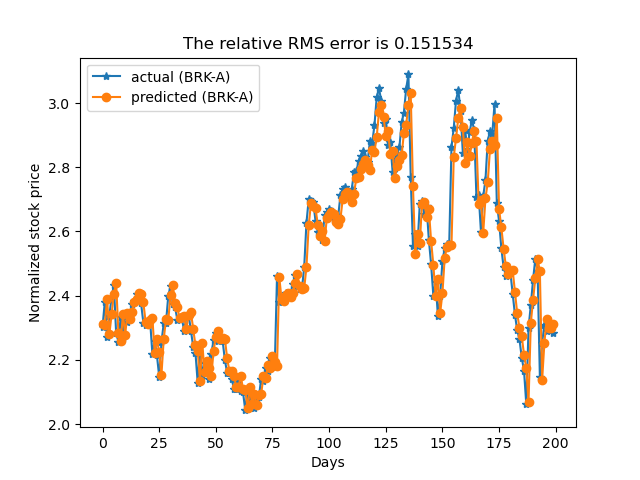 The relative RMS error is 0.151534
actual (BRK-A)
predicted (BRK-A)
Normalized stock price
3.0
2.8
2.6
2.4
2.2
2.0
0 25 50 75 100 125 150 175 200
Days